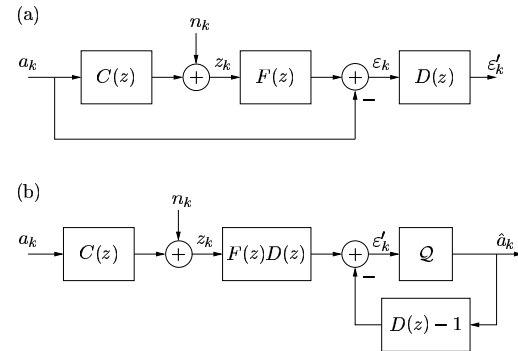 (a)
n_k
a_k C(z) + z_k F(z) + ε_k D(z) ε′_k
−
(b)
n_k
a_k C(z) + z_k F(z)D(z) + ε′_k 𝒬 â_k
−
D(z) − 1